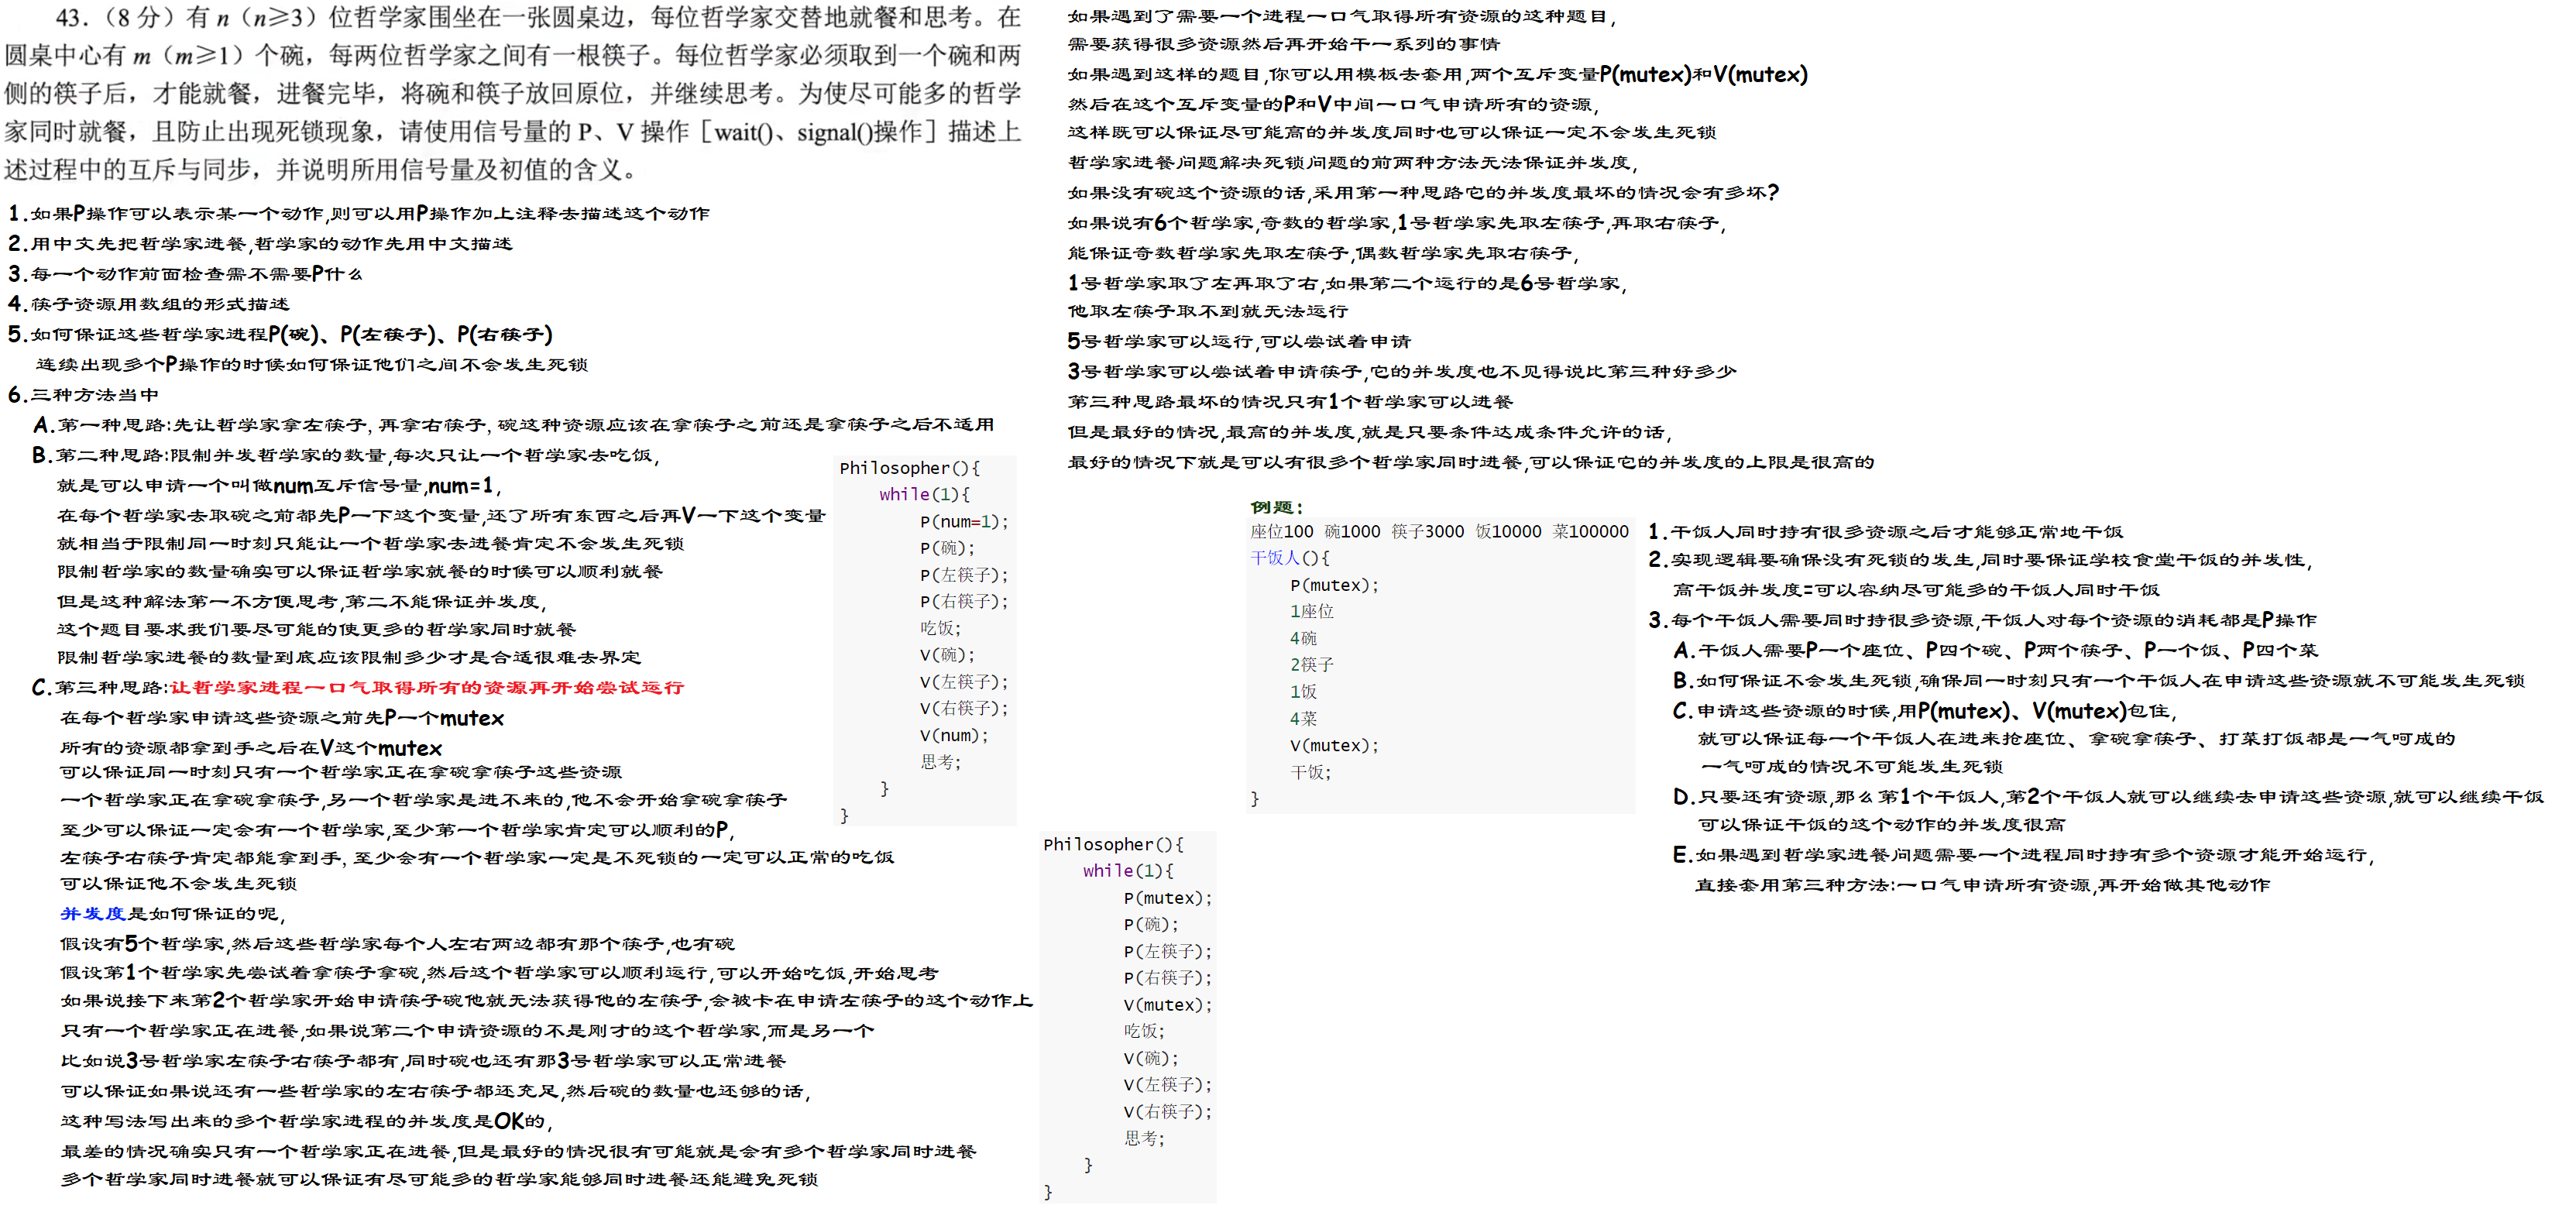 43.（8 分）有 n（n≥3）位哲学家围坐在一张圆桌边，每位哲学家交替地就餐和思考。在
圆桌中心有 m（m≥1）个碗，每两位哲学家之间有一根筷子。每位哲学家必须取到一个碗和两
侧的筷子后，才能就餐，进餐完毕，将碗和筷子放回原位，并继续思考。为使尽可能多的哲学
家同时就餐，且防止出现死锁现象，请使用信号量的 P、V 操作［wait()、signal()操作］描述上
述过程中的互斥与同步，并说明所用信号量及初值的含义。
1.如果P操作可以表示某一个动作,则可以用P操作加上注释去描述这个动作
2.用中文先把哲学家进餐,哲学家的动作先用中文描述
3.每一个动作前面检查需不需要P什么
4.筷子资源用数组的形式描述
5.如何保证这些哲学家进程P(碗)、P(左筷子)、P(右筷子)
连续出现多个P操作的时候如何保证他们之间不会发生死锁
6.三种方法当中
A.第一种思路:先让哲学家拿左筷子, 再拿右筷子, 碗这种资源应该在拿筷子之前还是拿筷子之后不适用
B.第二种思路:限制并发哲学家的数量,每次只让一个哲学家去吃饭,
就是可以申请一个叫做num互斥信号量,num=1,
在每个哲学家去取碗之前都先P一下这个变量,还了所有东西之后再V一下这个变量
就相当于限制同一时刻只能让一个哲学家去进餐肯定不会发生死锁
限制哲学家的数量确实可以保证哲学家就餐的时候可以顺利就餐
但是这种解法第一不方便思考,第二不能保证并发度,
这个题目要求我们要尽可能的使更多的哲学家同时就餐
限制哲学家进餐的数量到底应该限制多少才是合适很难去界定
C.第三种思路:让哲学家进程一口气取得所有的资源再开始尝试运行
在每个哲学家申请这些资源之前先P一个mutex
所有的资源都拿到手之后在V这个mutex
可以保证同一时刻只有一个哲学家正在拿碗拿筷子这些资源
一个哲学家正在拿碗拿筷子,另一个哲学家是进不来的,他不会开始拿碗拿筷子
至少可以保证一定会有一个哲学家,至少第一个哲学家肯定可以顺利的P,
左筷子右筷子肯定都能拿到手, 至少会有一个哲学家一定是不死锁的一定可以正常的吃饭
可以保证他不会发生死锁
并发度是如何保证的呢,
假设有5个哲学家,然后这些哲学家每个人左右两边都有那个筷子,也有碗
假设第1个哲学家先尝试着拿筷子拿碗,然后这个哲学家可以顺利运行,可以开始吃饭,开始思考
如果说接下来第2个哲学家开始申请筷子碗他就无法获得他的左筷子,会被卡在申请左筷子的这个动作上
只有一个哲学家正在进餐,如果说第二个申请资源的不是刚才的这个哲学家,而是另一个
比如说3号哲学家左筷子右筷子都有,同时碗也还有那3号哲学家可以正常进餐
可以保证如果说还有一些哲学家的左右筷子都还充足,然后碗的数量也还够的话,
这种写法写出来的多个哲学家进程的并发度是OK的,
最差的情况确实只有一个哲学家正在进餐,但是最好的情况很有可能就是会有多个哲学家同时进餐
多个哲学家同时进餐就可以保证有尽可能多的哲学家能够同时进餐还能避免死锁
Philosopher(){
while(1){
P(num=1);
P(碗);
P(左筷子);
P(右筷子);
吃饭;
V(碗);
V(左筷子);
V(右筷子);
V(num);
思考;
}
}
Philosopher(){
while(1){
P(mutex);
P(碗);
P(左筷子);
P(右筷子);
V(mutex);
吃饭;
V(碗);
V(左筷子);
V(右筷子);
思考;
}
}
如果遇到了需要一个进程一口气取得所有资源的这种题目,
需要获得很多资源然后再开始干一系列的事情
如果遇到这样的题目,你可以用模板去套用,两个互斥变量P(mutex)和V(mutex)
然后在这个互斥变量的P和V中间一口气申请所有的资源,
这样既可以保证尽可能高的并发度同时也可以保证一定不会发生死锁
哲学家进餐问题解决死锁问题的前两种方法无法保证并发度,
如果没有碗这个资源的话,采用第一种思路它的并发度最坏的情况会有多坏?
如果说有6个哲学家,奇数的哲学家,1号哲学家先取左筷子,再取右筷子,
能保证奇数哲学家先取左筷子,偶数哲学家先取右筷子,
1号哲学家取了左再取了右,如果第二个运行的是6号哲学家,
他取左筷子取不到就无法运行
5号哲学家可以运行,可以尝试着申请
3号哲学家可以尝试着申请筷子,它的并发度也不见得说比第三种好多少
第三种思路最坏的情况只有1个哲学家可以进餐
但是最好的情况,最高的并发度,就是只要条件达成条件允许的话,
最好的情况下就是可以有很多个哲学家同时进餐,可以保证它的并发度的上限是很高的
例题:
座位100 碗1000 筷子3000 饭10000 菜100000
干饭人(){
P(mutex);
1座位
4碗
2筷子
1饭
4菜
V(mutex);
干饭;
}
1.干饭人同时持有很多资源之后才能够正常地干饭
2.实现逻辑要确保没有死锁的发生,同时要保证学校食堂干饭的并发性,
高干饭并发度=可以容纳尽可能多的干饭人同时干饭
3.每个干饭人需要同时持很多资源,干饭人对每个资源的消耗都是P操作
A.干饭人需要P一个座位、P四个碗、P两个筷子、P一个饭、P四个菜
B.如何保证不会发生死锁,确保同一时刻只有一个干饭人在申请这些资源就不可能发生死锁
C.申请这些资源的时候,用P(mutex)、V(mutex)包住,
就可以保证每一个干饭人在进来抢座位、拿碗拿筷子、打菜打饭都是一气呵成的
一气呵成的情况不可能发生死锁
D.只要还有资源,那么第1个干饭人,第2个干饭人就可以继续去申请这些资源,就可以继续干饭
可以保证干饭的这个动作的并发度很高
E.如果遇到哲学家进餐问题需要一个进程同时持有多个资源才能开始运行,
直接套用第三种方法:一口气申请所有资源,再开始做其他动作